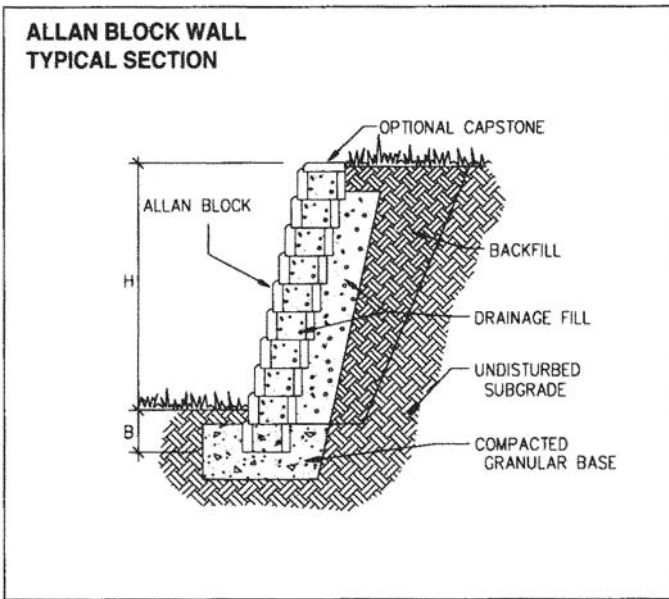 ALLAN BLOCK WALL
TYPICAL SECTION
OPTIONAL CAPSTONE
ALLAN BLOCK
BACKFILL
H
DRAINAGE FILL
UNDISTURBED
SUBGRADE
B
COMPACTED
GRANULAR BASE